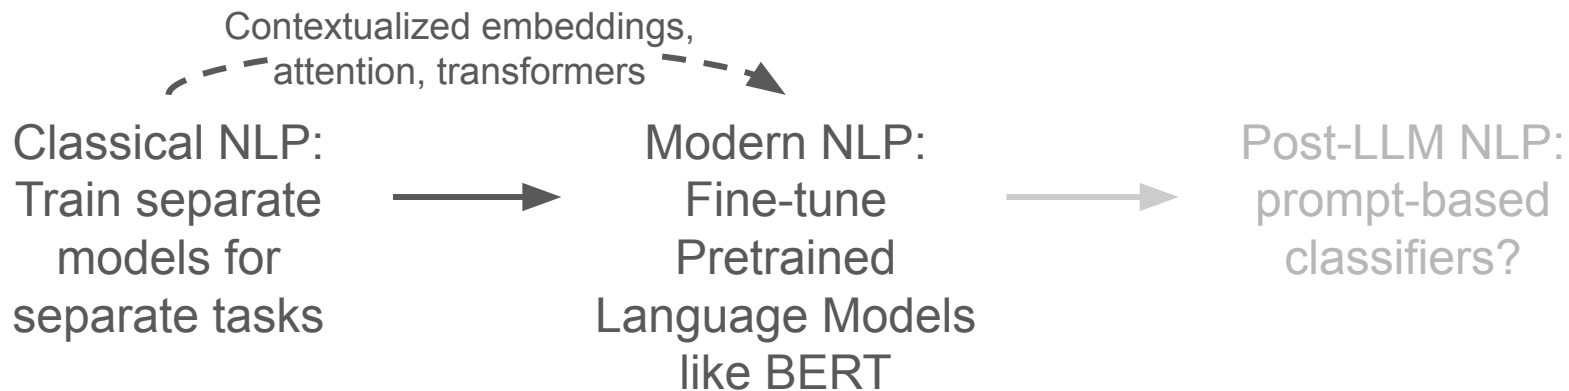 Contextualized embeddings,
attention, transformers
Classical NLP:
Train separate
models for
separate tasks
Modern NLP:
Fine-tune
Pretrained
Language Models
like BERT
Post-LLM NLP:
prompt-based
classifiers?